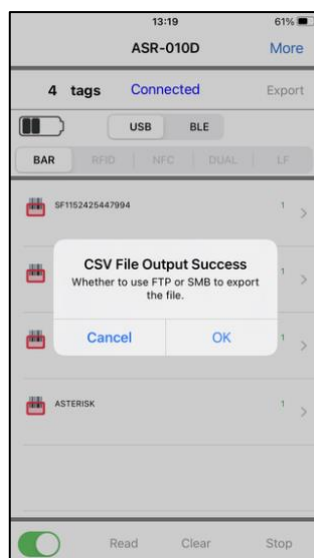 13:19
61%
ASR-010D
More
4 tags
Connected
Export
USB
BLE
BAR
RFID
NFC
DUAL
LF
SF1152425447994
1
CSV File Output Success
Whether to use FTP or SMB to export
the file.
1
Cancel
OK
1
ASTERISK
1
Read
Clear
Stop